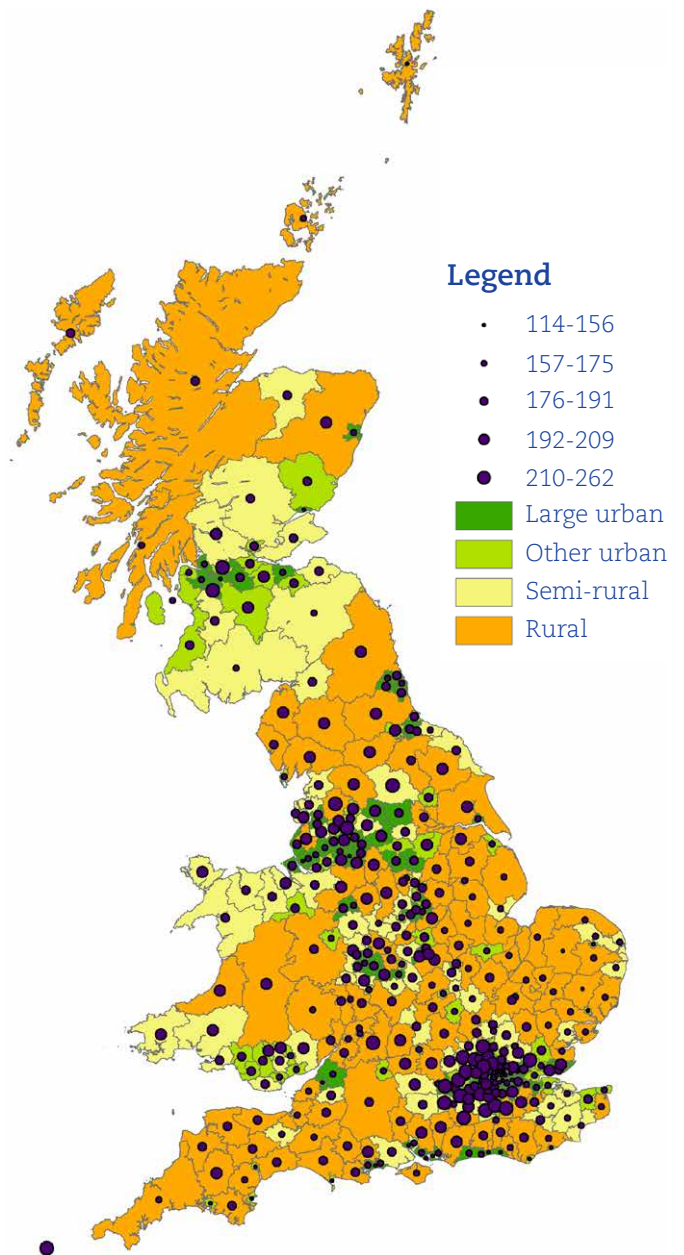 Legend
114-156
157-175
176-191
192-209
210-262
Large urban
Other urban
Semi-rural
Rural